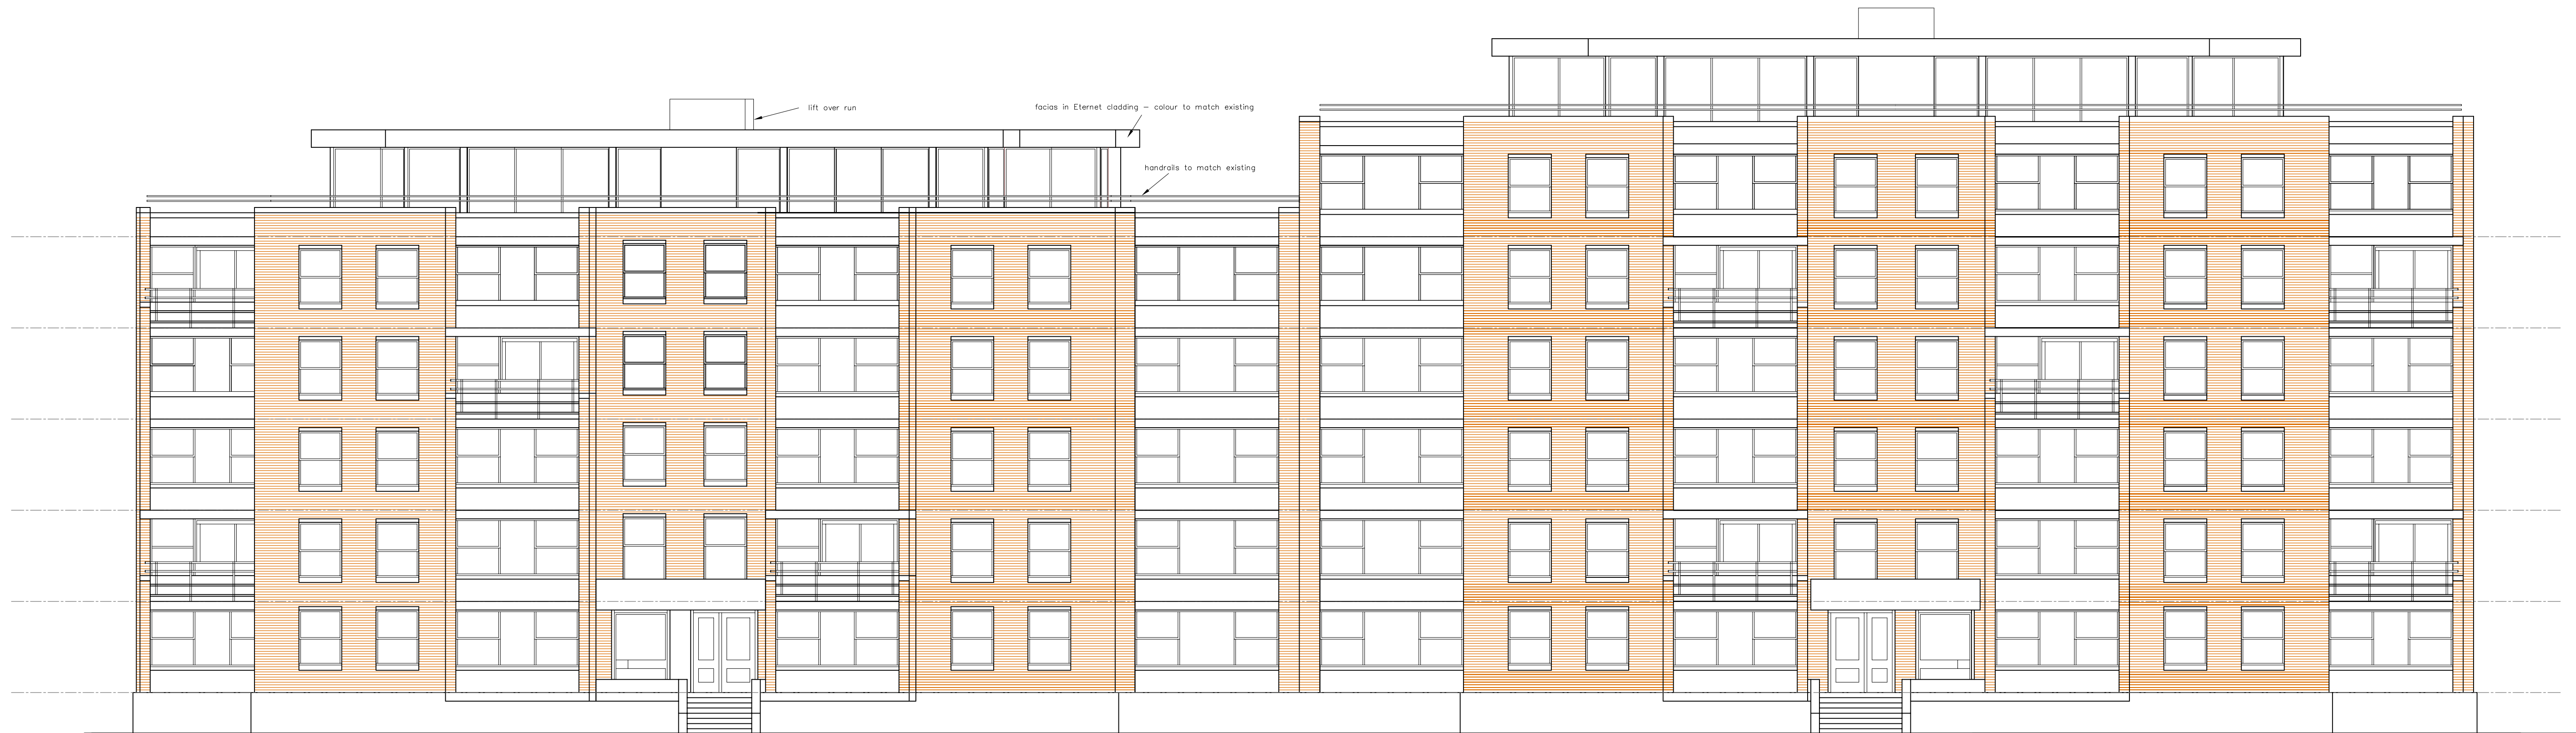 lift over run
facias in Eternet cladding – colour to match existing
handrails to match existing